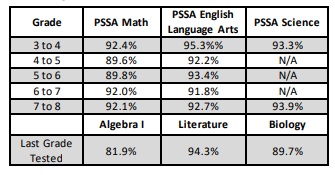 Grade PSSA Math PSSA English Language Arts PSSA Science
3 to 4 92.4% 95.3%% 93.3%
4 to 5 89.6% 92.2% N/A
5 to 6 89.8% 93.4% N/A
6 to 7 92.0% 91.8% N/A
7 to 8 92.1% 92.7% 93.9%
Algebra I Literature Biology
Last Grade Tested 81.9% 94.3% 89.7%